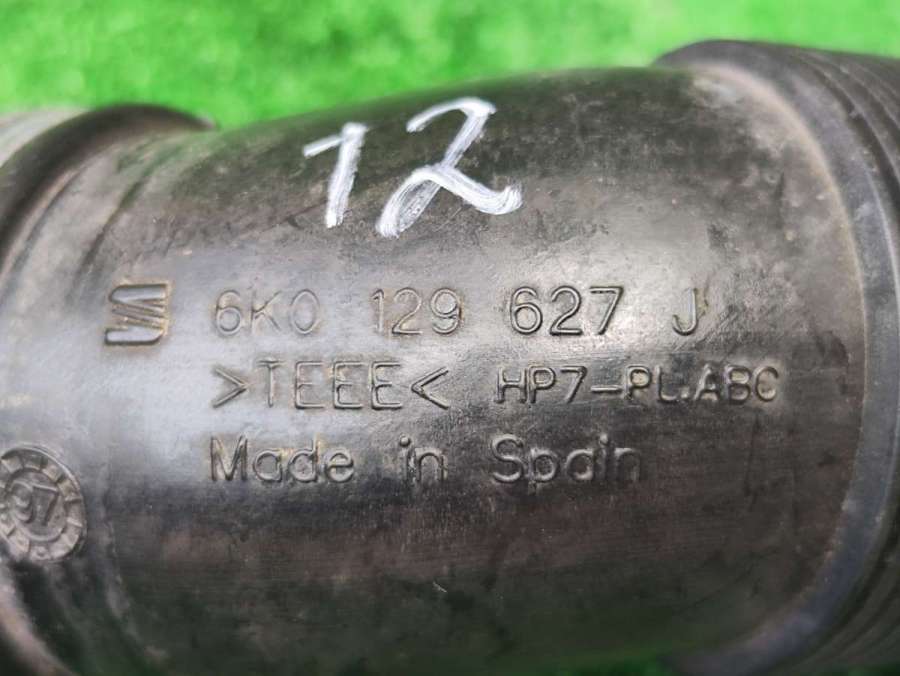 12
6K0 129 627 J
>TEEE< HP7-PL.ABC
Made in Spain
97